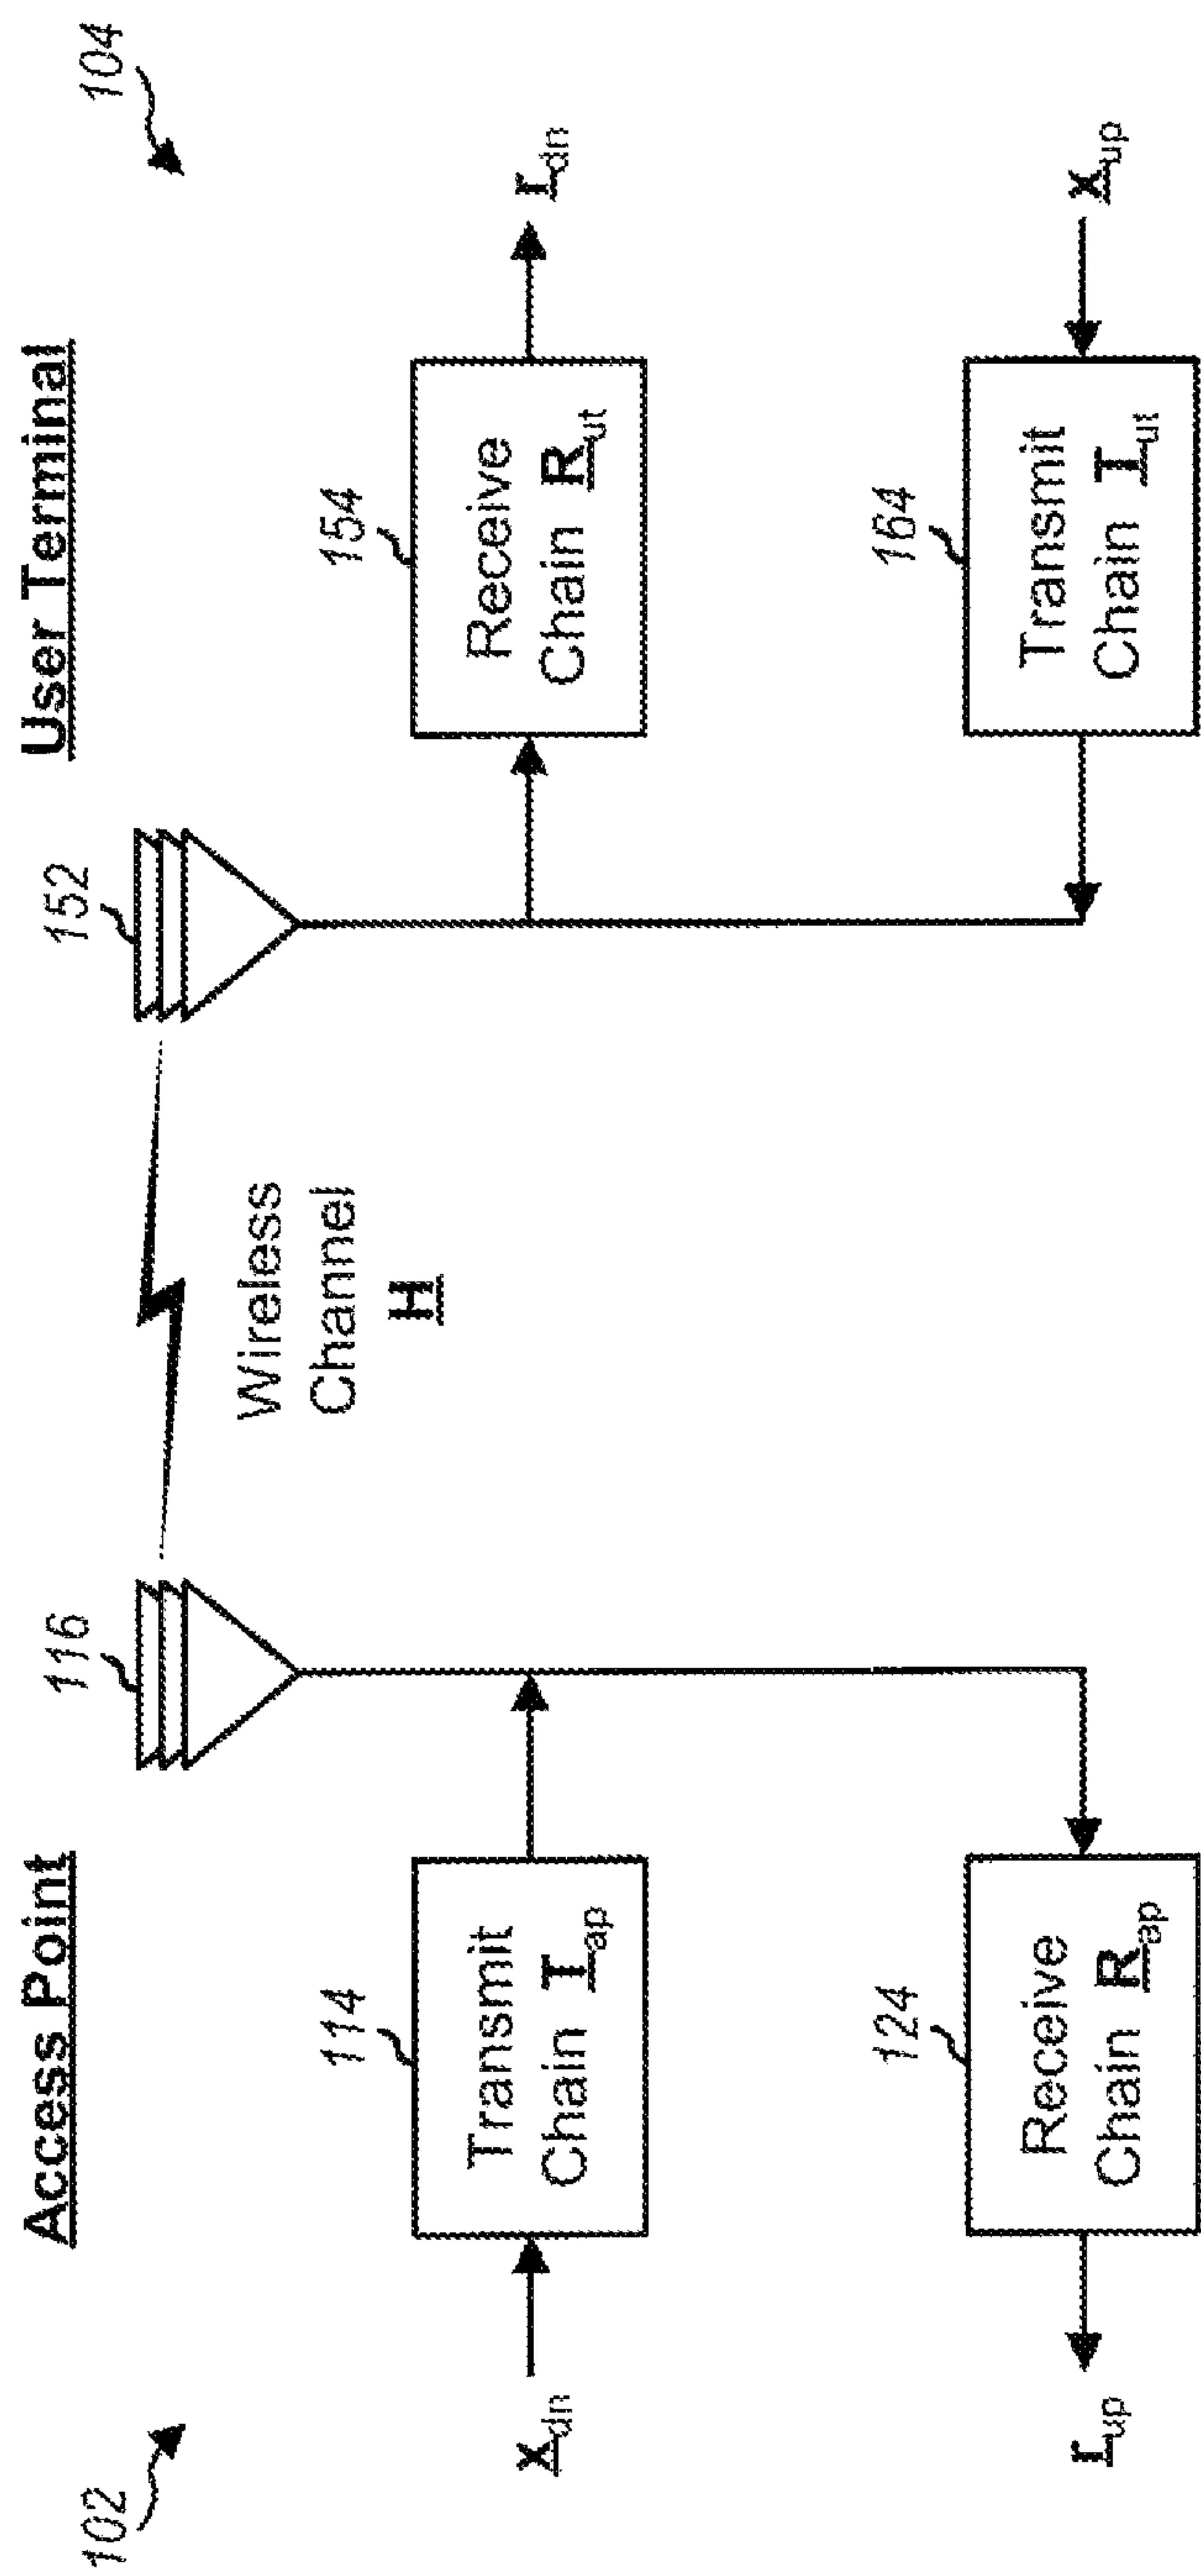 Access Point
User Terminal
102
104
116
152
Wireless
Channel
H
114
Transmit
Chain T_ap
x_dn
154
Receive
Chain R_ut
r_dn
124
Receive
Chain R_ap
r_up
164
Transmit
Chain T_ut
x_up